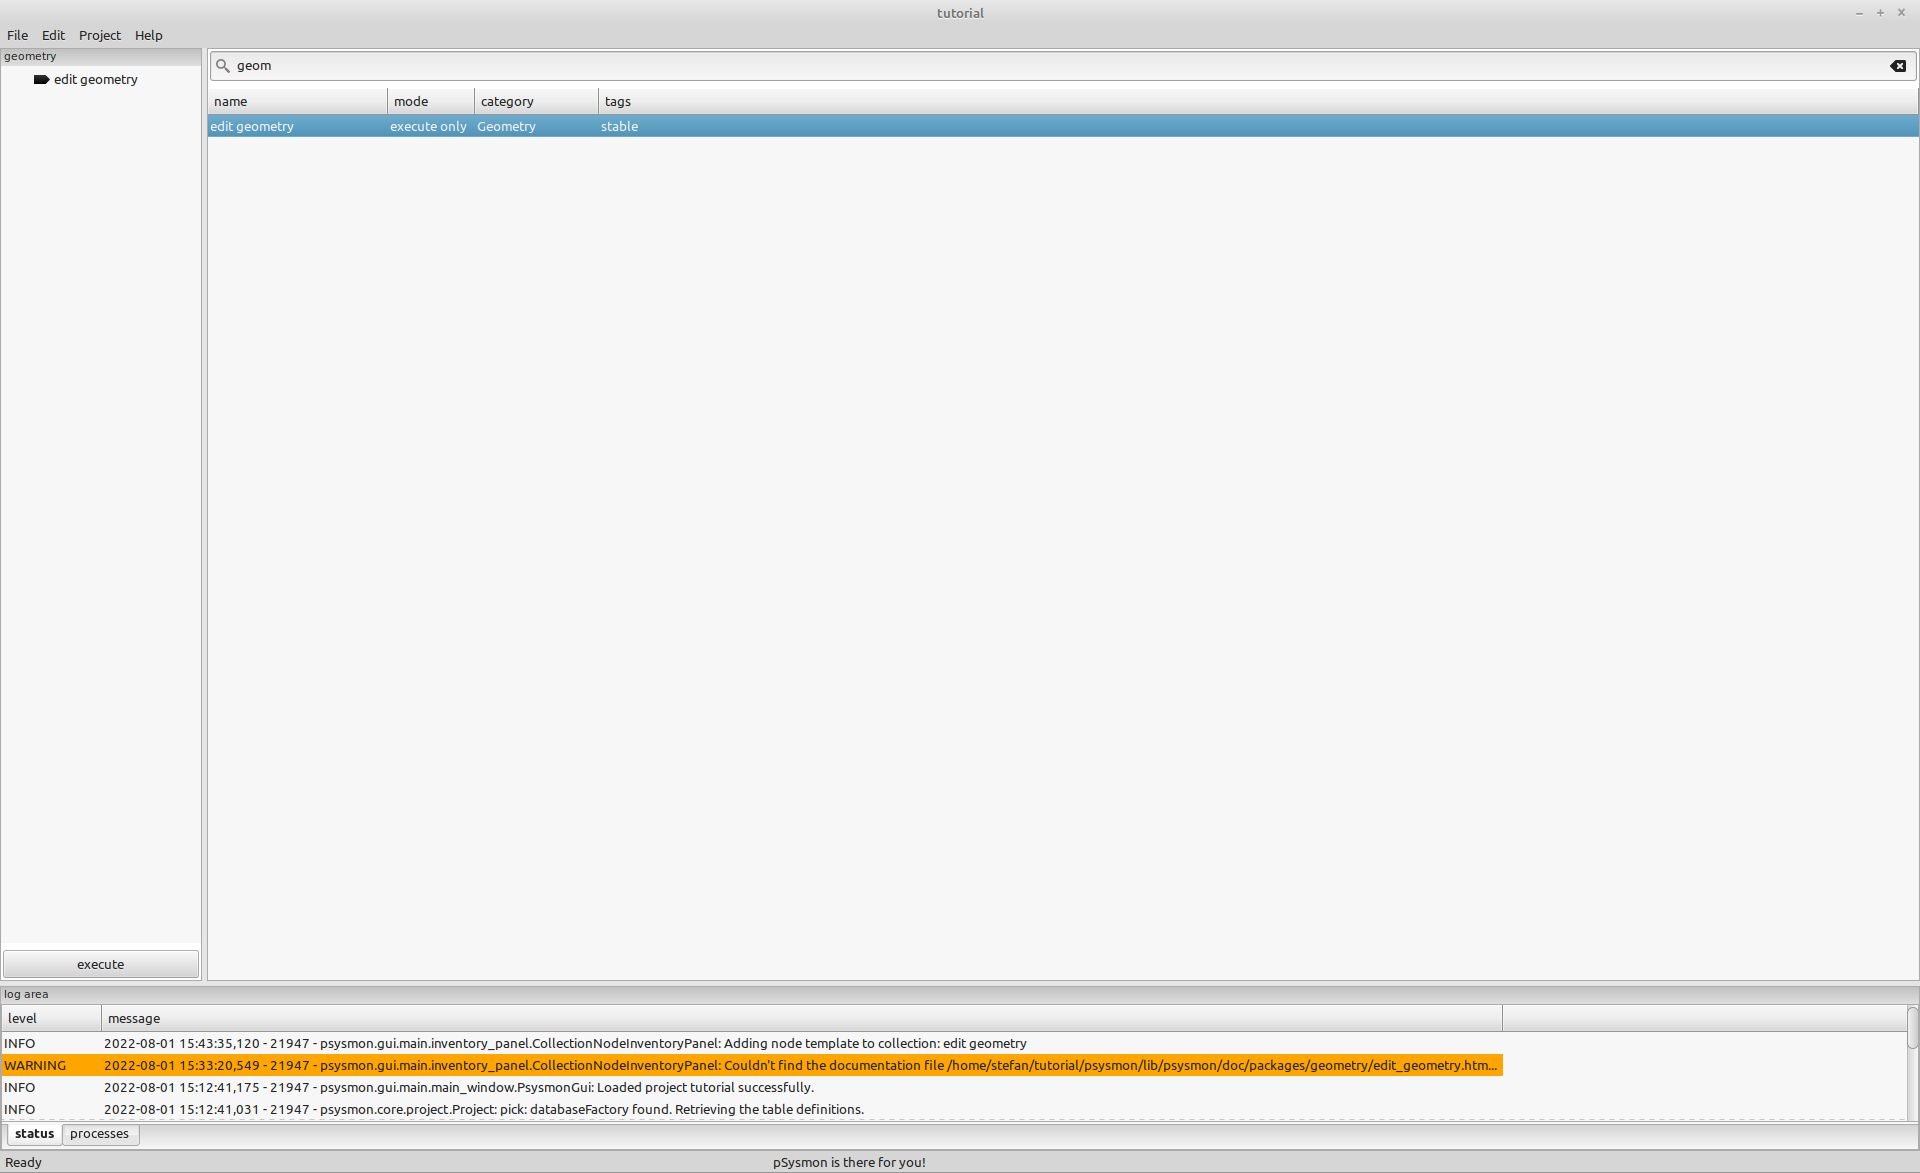 tutorial
File Edit Project Help
geometry
edit geometry
geom
name mode category tags
edit geometry execute only Geometry stable
execute
log area
level message
INFO 2022-08-01 15:43:35,120 - 21947 - psysmon.gui.main.inventory_panel.CollectionNodeInventoryPanel: Adding node template to collection: edit geometry
WARNING 2022-08-01 15:33:20,549 - 21947 - psysmon.gui.main.inventory_panel.CollectionNodeInventoryPanel: Couldn't find the documentation file /home/stefan/tutorial/psysmon/lib/psysmon/doc/packages/geometry/edit_geometry.htm...
INFO 2022-08-01 15:12:41,175 - 21947 - psysmon.gui.main.main_window.PsysmonGui: Loaded project tutorial successfully.
INFO 2022-08-01 15:12:41,031 - 21947 - psysmon.core.project.Project: pick: databaseFactory found. Retrieving the table definitions.
status processes
Ready pSysmon is there for you!